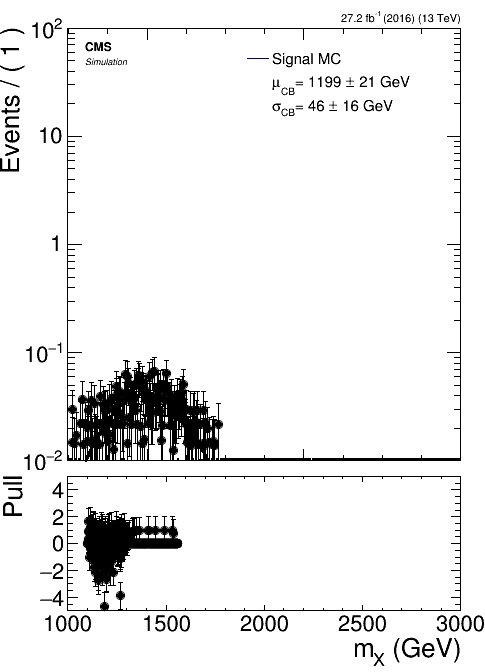 27.2 fb⁻¹ (2016) (13 TeV)
CMS
Simulation
Signal MC
μ_CB = 1199 ± 21 GeV
σ_CB = 46 ± 16 GeV
Events / ( 1 )
10²
10
1
10⁻¹
10⁻²
Pull
4
2
0
−2
−4
1000 1500 2000 2500 3000
m_X (GeV)